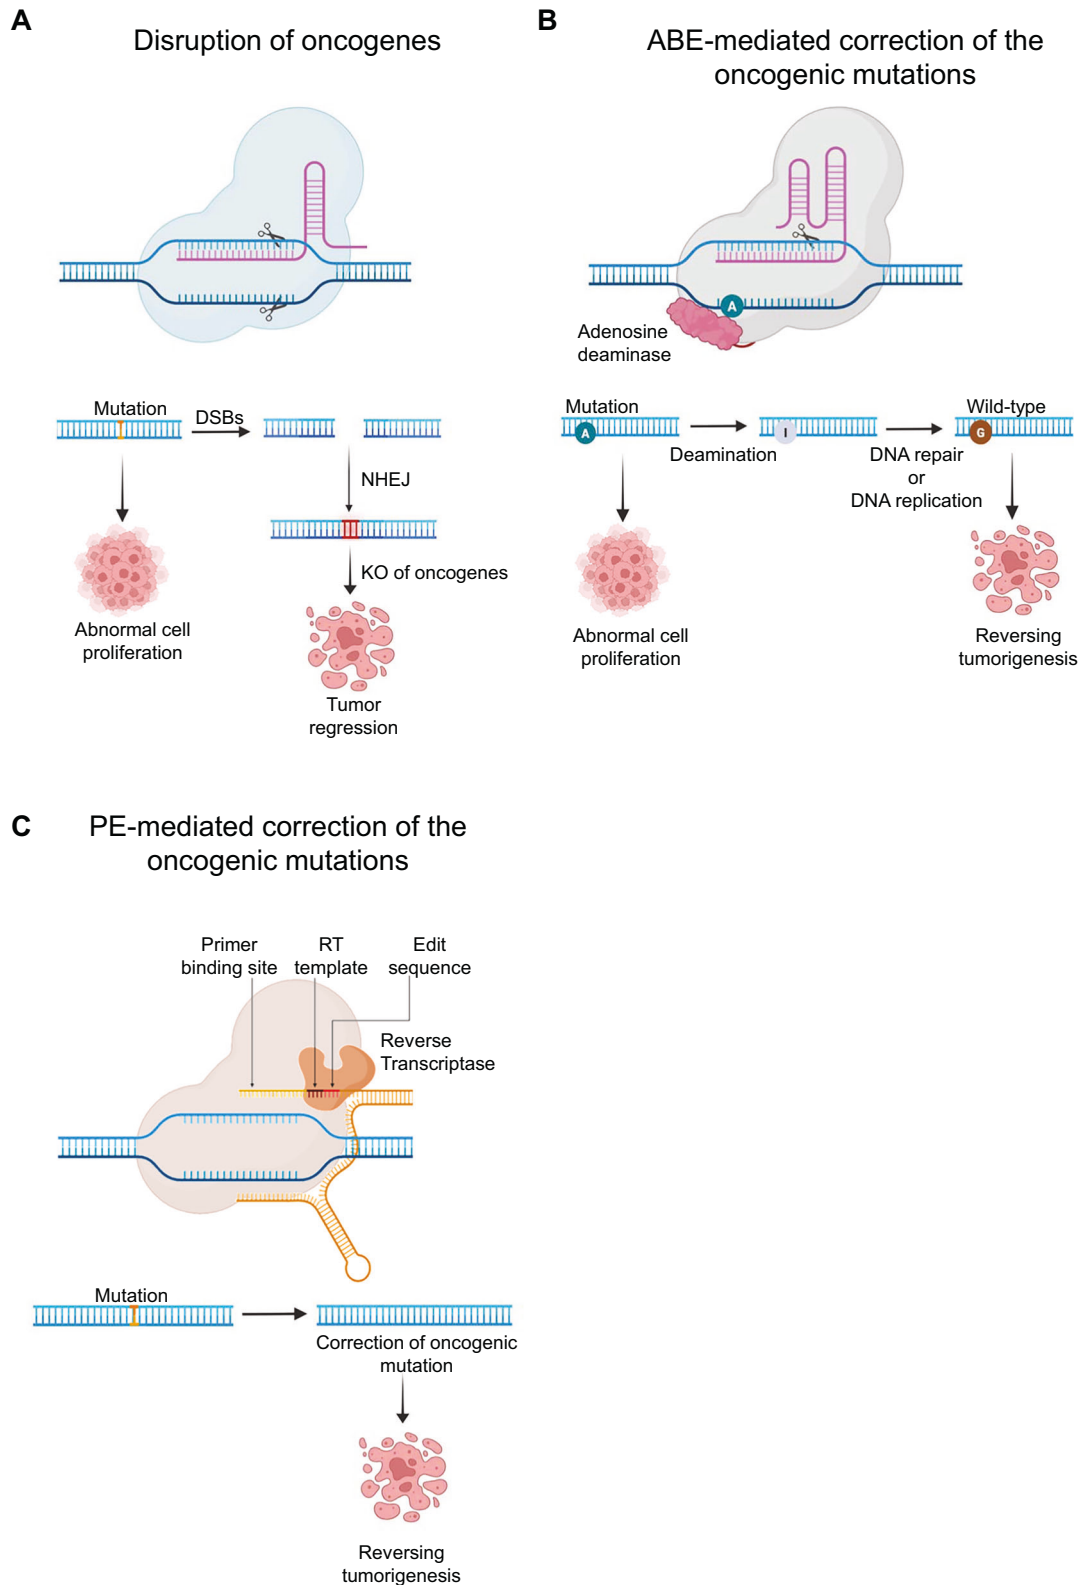 A
Disruption of oncogenes
Mutation
DSBs
NHEJ
KO of oncogenes
Abnormal cell
proliferation
Tumor
regression
B
ABE-mediated correction of the
oncogenic mutations
A
Adenosine
deaminase
Mutation
A
Deamination
I
DNA repair
or
DNA replication
Wild-type
G
Abnormal cell
proliferation
Reversing
tumorigenesis
C
PE-mediated correction of the
oncogenic mutations
Primer
binding site
RT
template
Edit
sequence
Reverse
Transcriptase
Mutation
Correction of oncogenic
mutation
Reversing
tumorigenesis